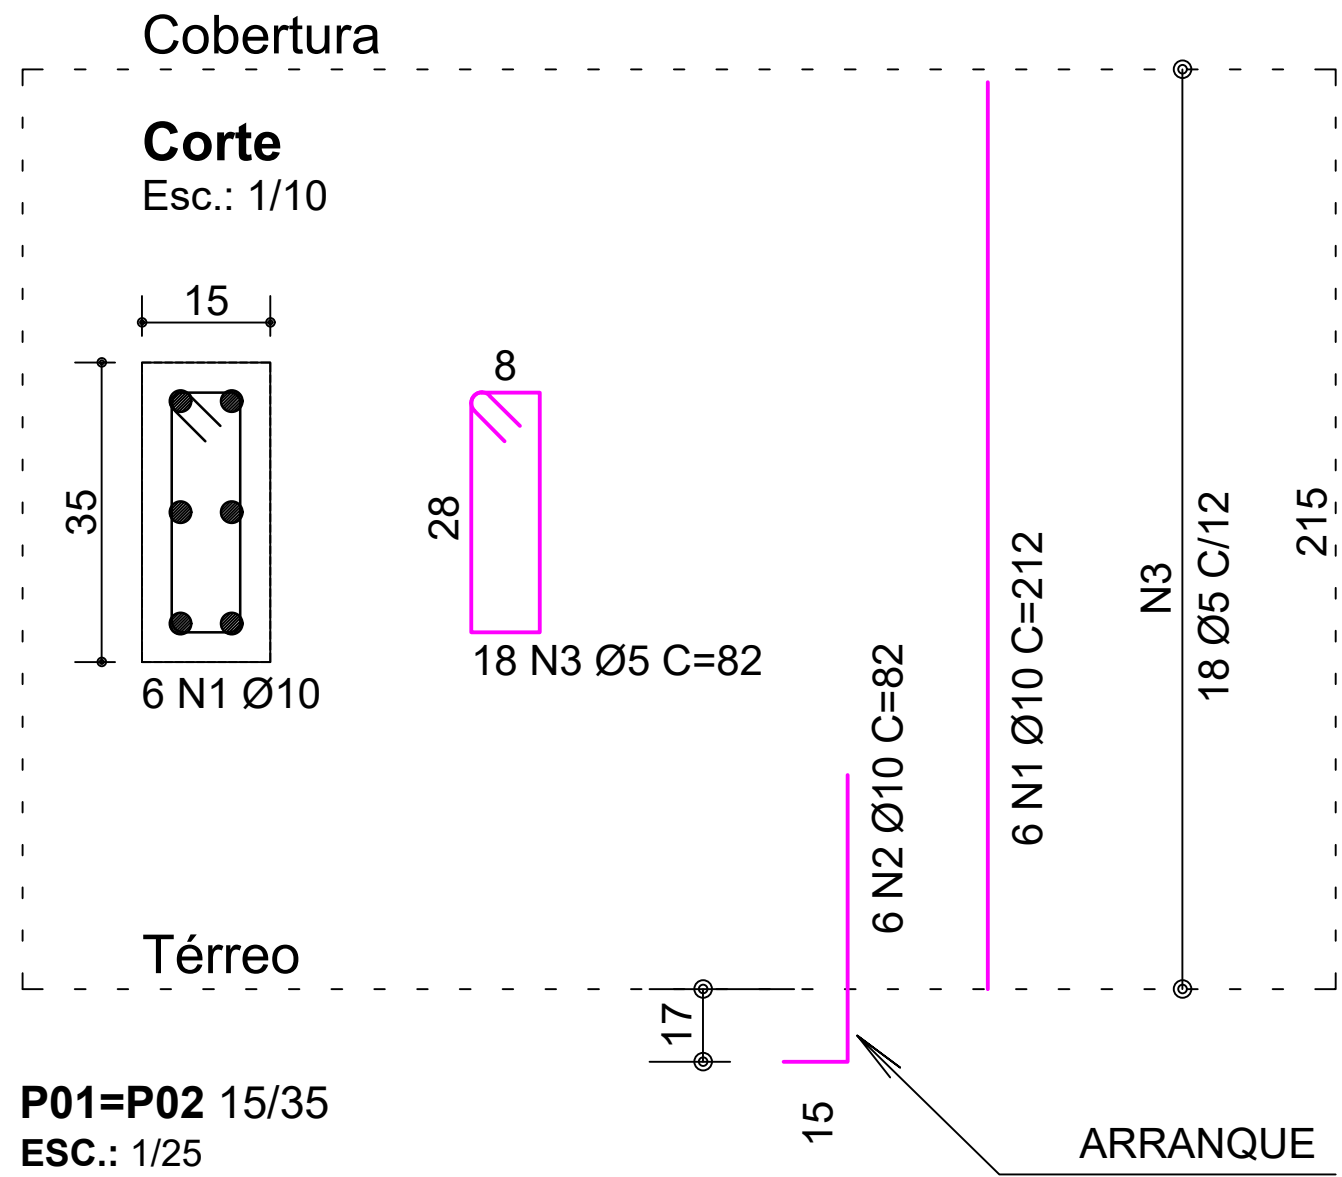 Cobertura
Corte
Esc.: 1/10
15
35
6 N1 Ø10
8
28
18 N3 Ø5 C=82
6 N2 Ø10 C=82
6 N1 Ø10 C=212
N3
18 Ø5 C/12
215
Térreo
17
15
ARRANQUE
P01=P02 15/35
ESC.: 1/25